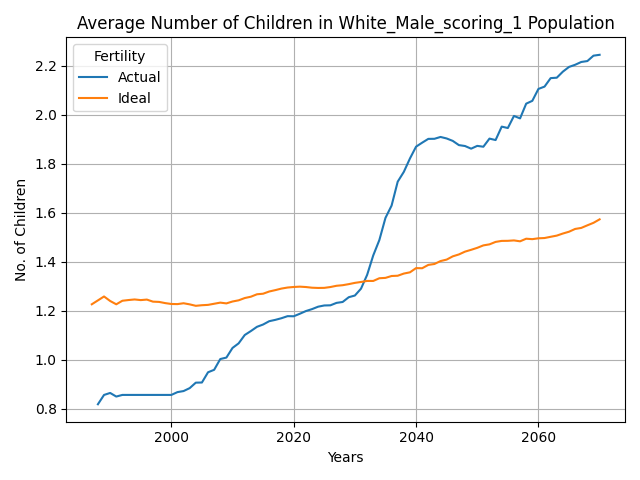 Average Number of Children in White_Male_scoring_1 Population
Fertility
Actual
Ideal
No. of Children
2.2
2.0
1.8
1.6
1.4
1.2
1.0
0.8
2000 2020 2040 2060
Years